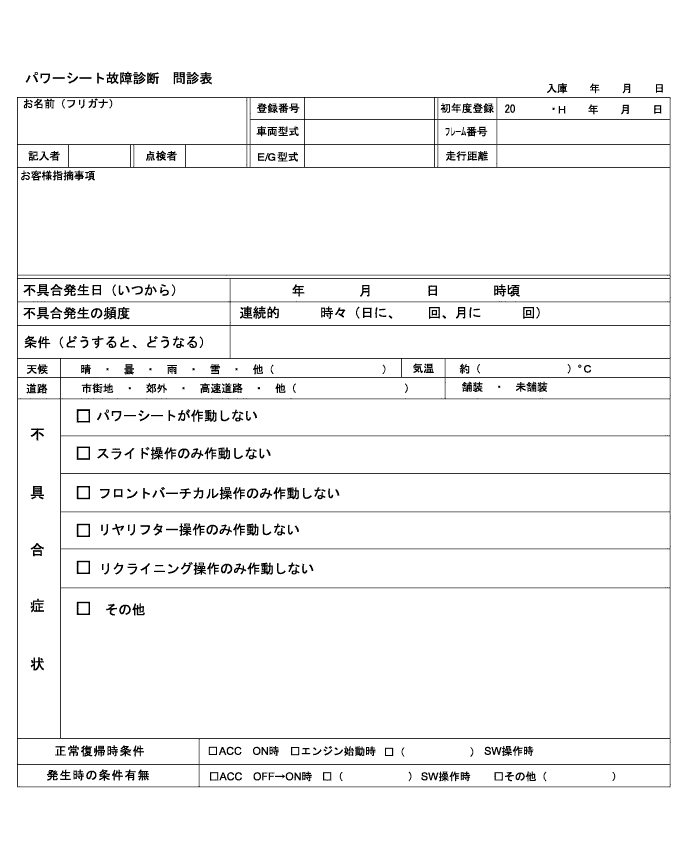 パワーシート故障診断　問診表
入庫　　年　　月　　日
お名前（フリガナ）　登録番号　初年度登録　20　　・H　　年　　月　　日
車両型式　ﾌﾚｰﾑ番号
記入者　点検者　E/G型式　走行距離
お客様指摘事項
不具合発生日（いつから）　　年　　月　　日　　時頃
不具合発生の頻度　連続的　　時々（日に、　　回、月に　　回）
条件（どうすると、どうなる）
天候　晴　・　曇　・　雨　・　雪　・　他（　　　　）　気温　約（　　　　）℃
道路　市街地　・　郊外　・　高速道路　・　他（　　　　）　舗装　・　未舗装
不具合症状
□ パワーシートが作動しない
□ スライド操作のみ作動しない
□ フロントバーチカル操作のみ作動しない
□ リヤリフター操作のみ作動しない
□ リクライニング操作のみ作動しない
□ その他
正常復帰時条件　□ACC　ON時　□エンジン始動時　□（　　　　）SW操作時
発生時の条件有無　□ACC　OFF→ON時　□（　　　　）SW操作時　□その他（　　　　）